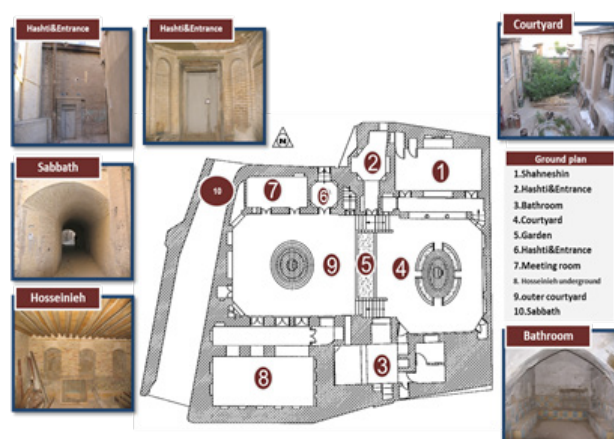 Hashti&Entrance
Hashti&Entrance
Courtyard
Sabbath
Hosseinieh
N
10
7
6
2
1
9
5
4
8
3
Ground plan
1.Shahneshin
2.Hashti&Entrance
3.Bathroom
4.Courtyard
5.Garden
6.Hashti&Entrance
7.Meeting room
8. Hosseinieh underground
9.outer courtyard
10.Sabbath
Bathroom